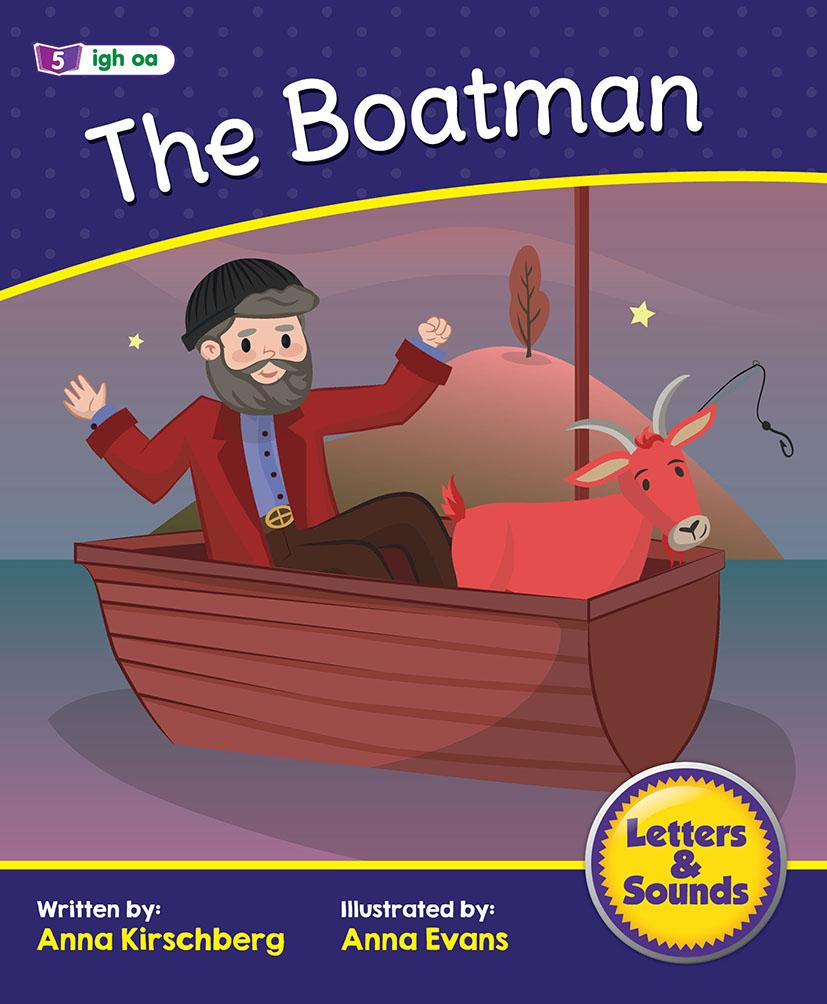 5 igh oa
The Boatman
Letters
&
Sounds
Written by:
Anna Kirschberg
Illustrated by:
Anna Evans